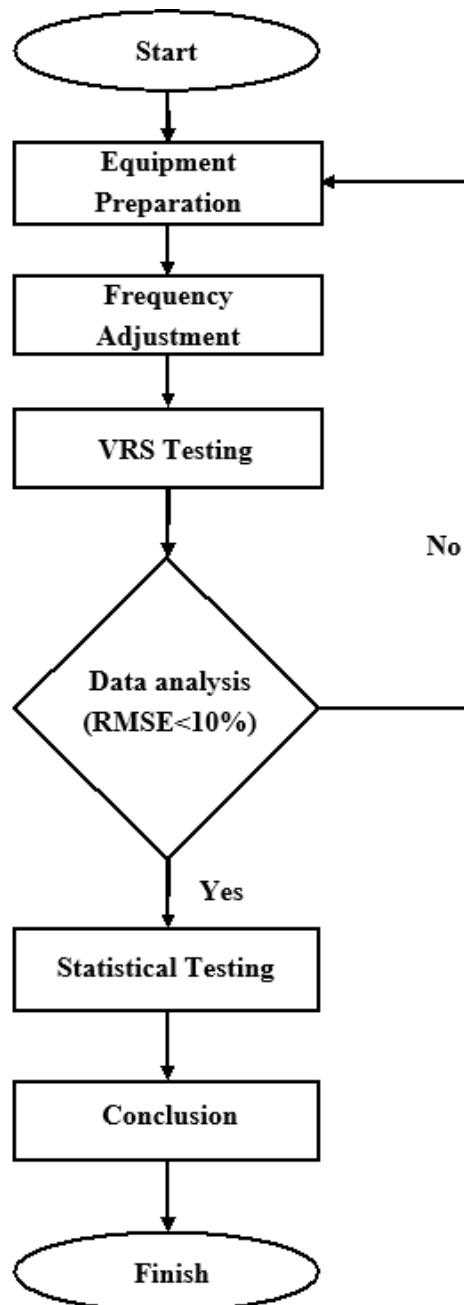 Start
Equipment
Preparation
Frequency
Adjustment
VRS Testing
No
Data analysis
(RMSE<10%)
Yes
Statistical Testing
Conclusion
Finish